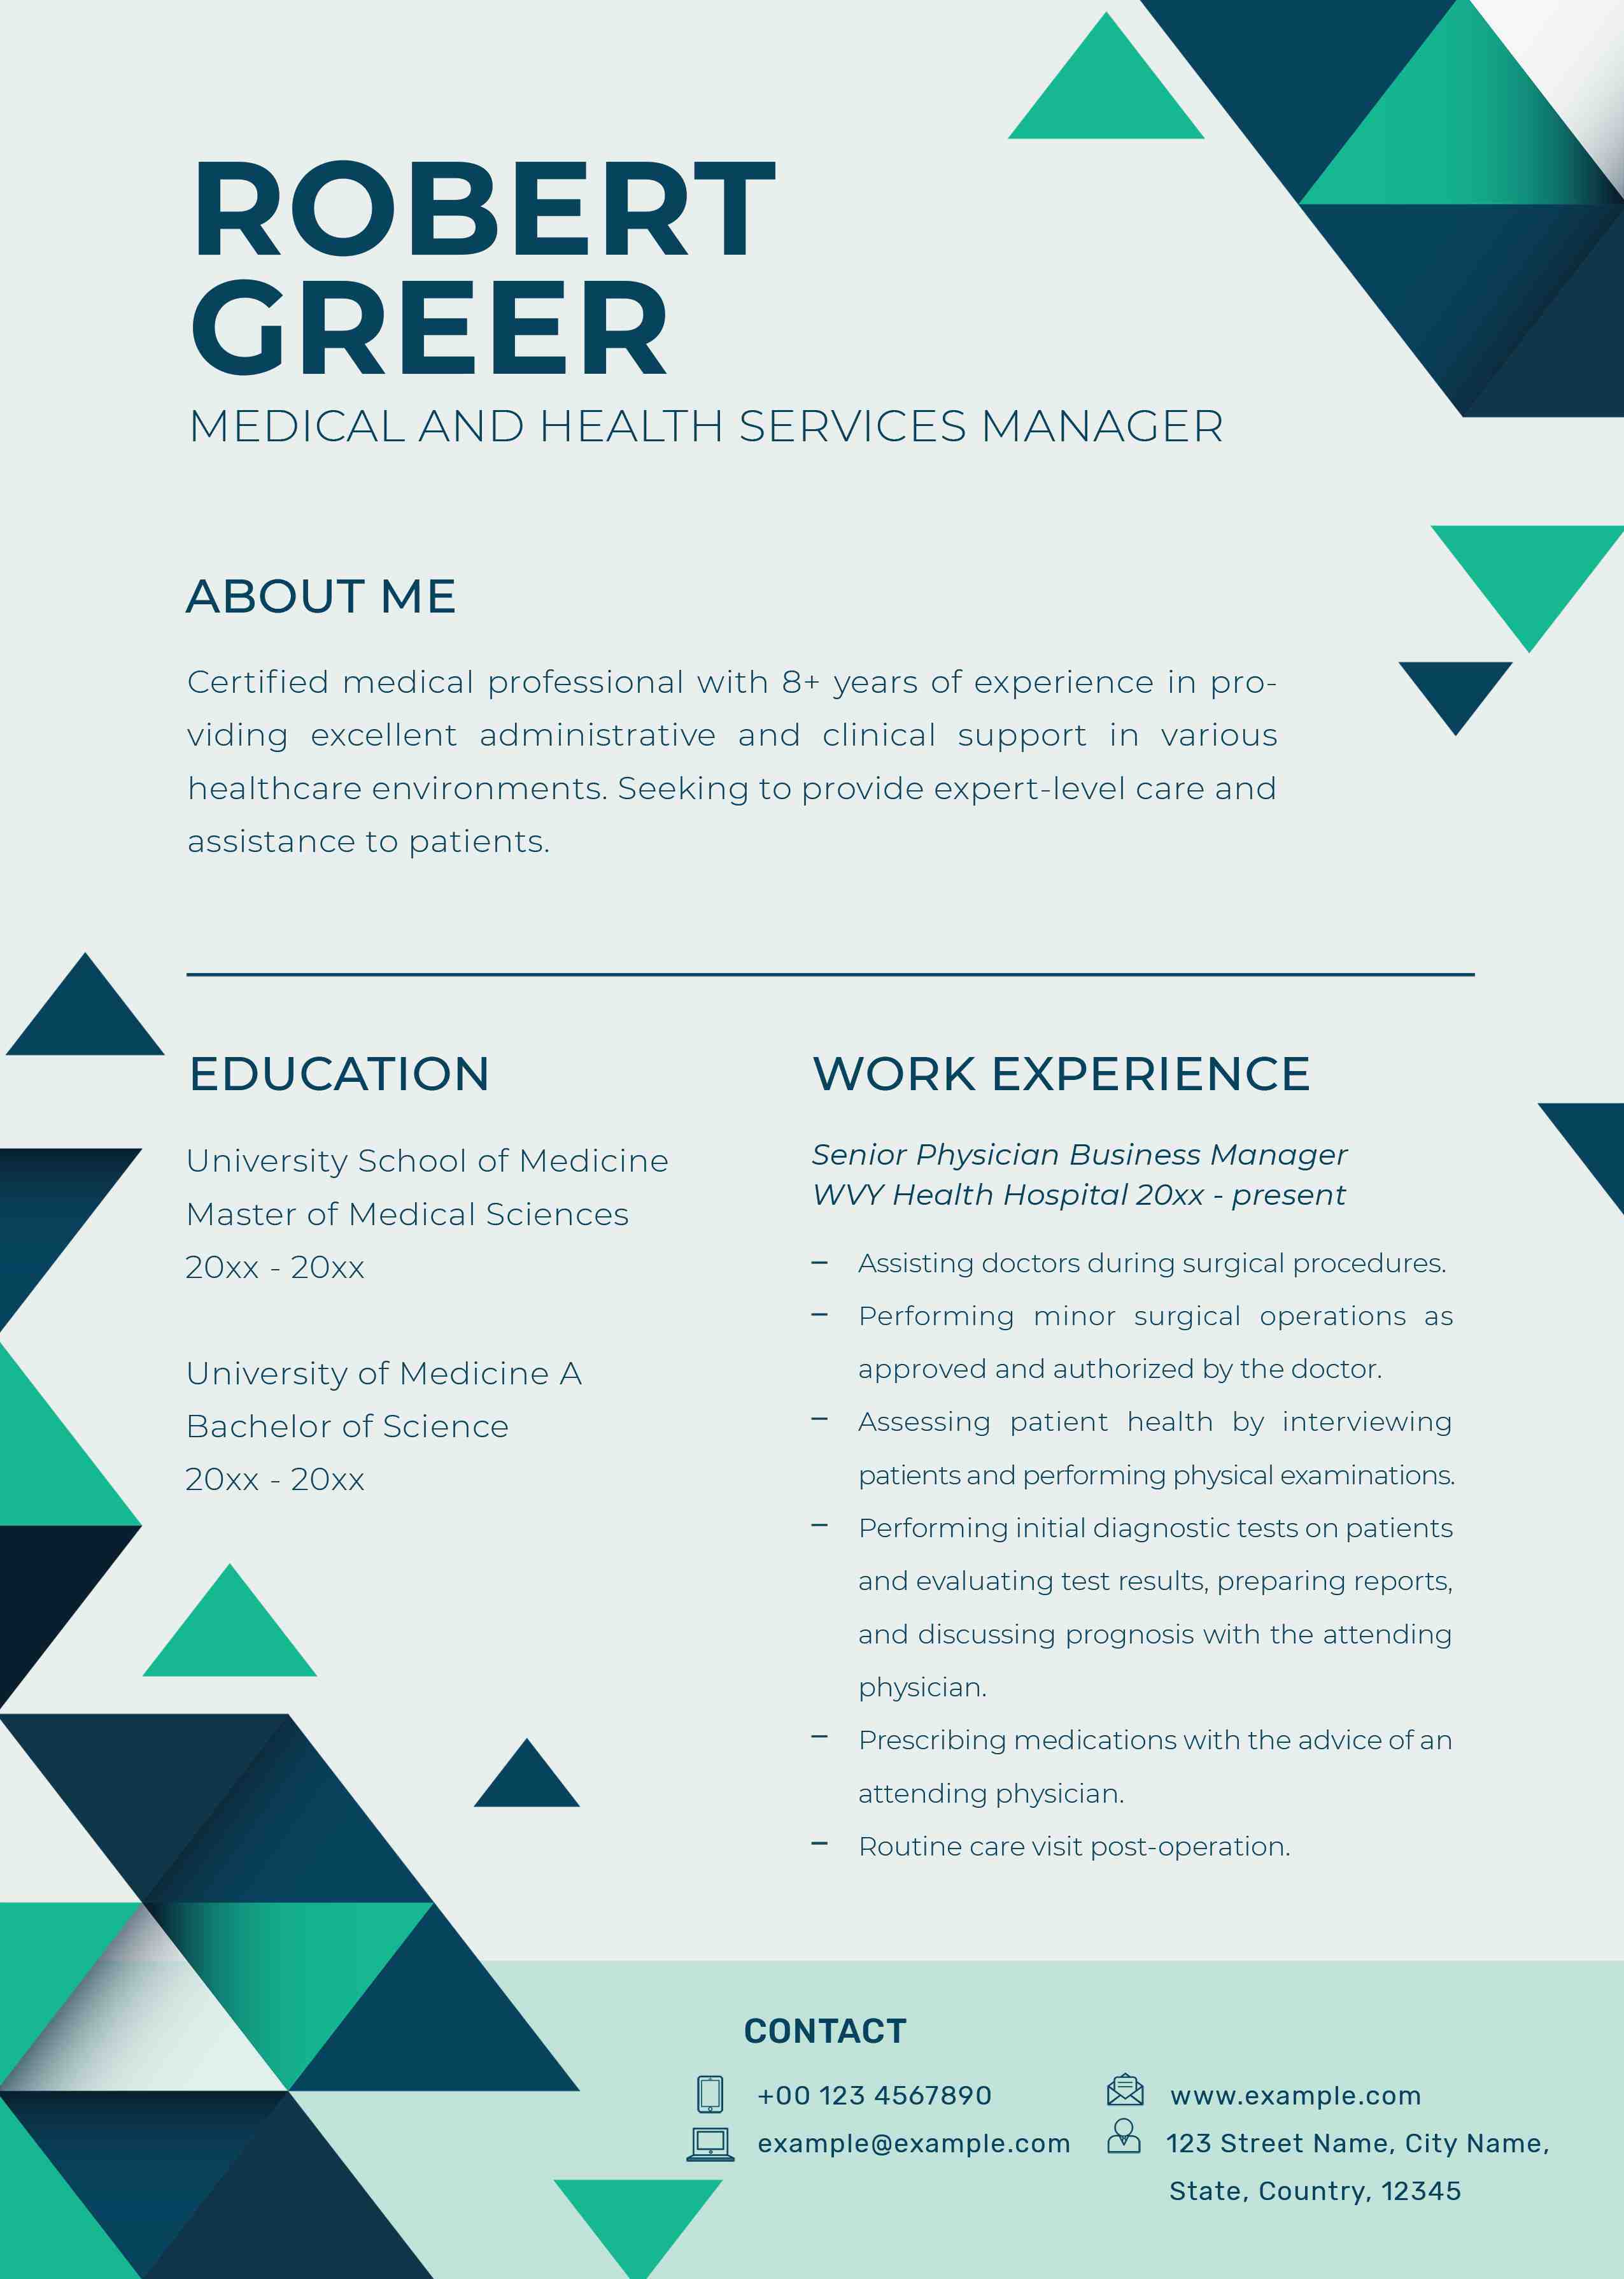 ROBERT
GREER
MEDICAL AND HEALTH SERVICES MANAGER
ABOUT ME
Certified medical professional with 8+ years of experience in pro-
viding excellent administrative and clinical support in various
healthcare environments. Seeking to provide expert-level care and
assistance to patients.
EDUCATION
University School of Medicine
Master of Medical Sciences
20xx - 20xx
University of Medicine A
Bachelor of Science
20xx - 20xx
WORK EXPERIENCE
Senior Physician Business Manager
WVY Health Hospital 20xx - present
– Assisting doctors during surgical procedures.
– Performing minor surgical operations as
approved and authorized by the doctor.
– Assessing patient health by interviewing
patients and performing physical examinations.
– Performing initial diagnostic tests on patients
and evaluating test results, preparing reports,
and discussing prognosis with the attending
physician.
– Prescribing medications with the advice of an
attending physician.
– Routine care visit post-operation.
CONTACT
+00 123 4567890
example@example.com
www.example.com
123 Street Name, City Name,
State, Country, 12345